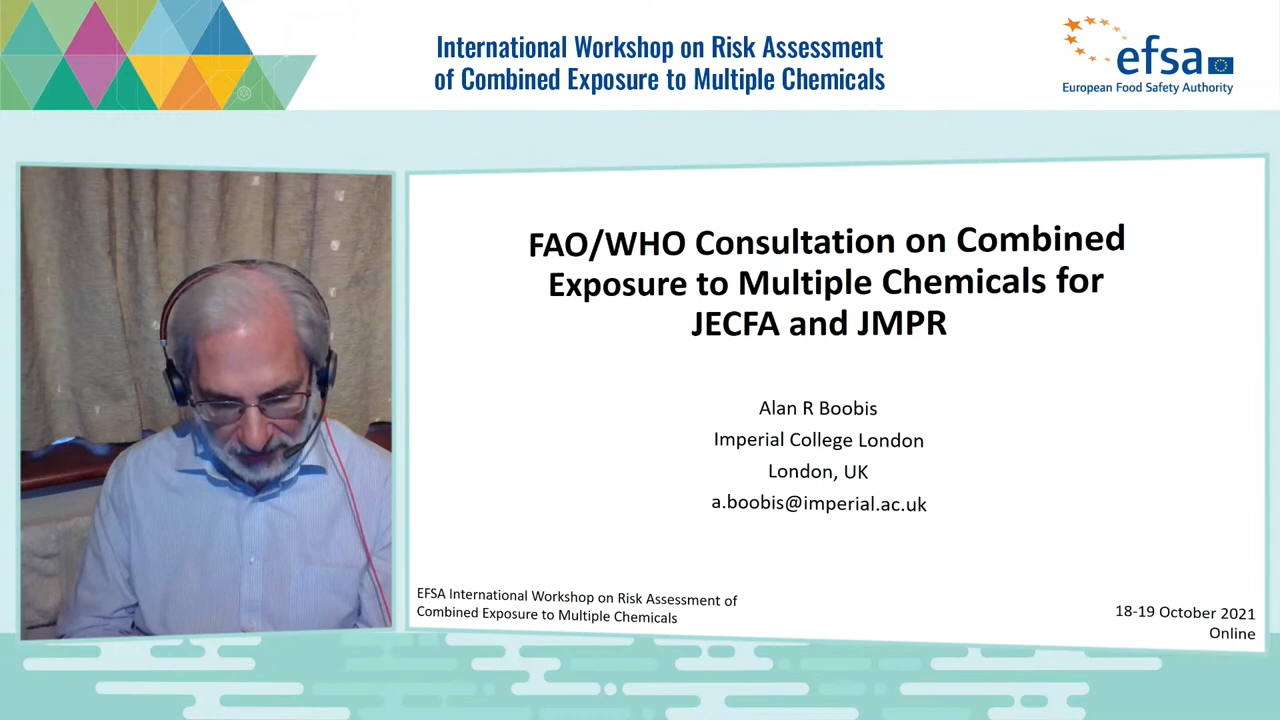 International Workshop on Risk Assessment
of Combined Exposure to Multiple Chemicals
efsa
European Food Safety Authority
FAO/WHO Consultation on Combined
Exposure to Multiple Chemicals for
JECFA and JMPR
Alan R Boobis
Imperial College London
London, UK
a.boobis@imperial.ac.uk
EFSA International Workshop on Risk Assessment of
Combined Exposure to Multiple Chemicals
18-19 October 2021
Online